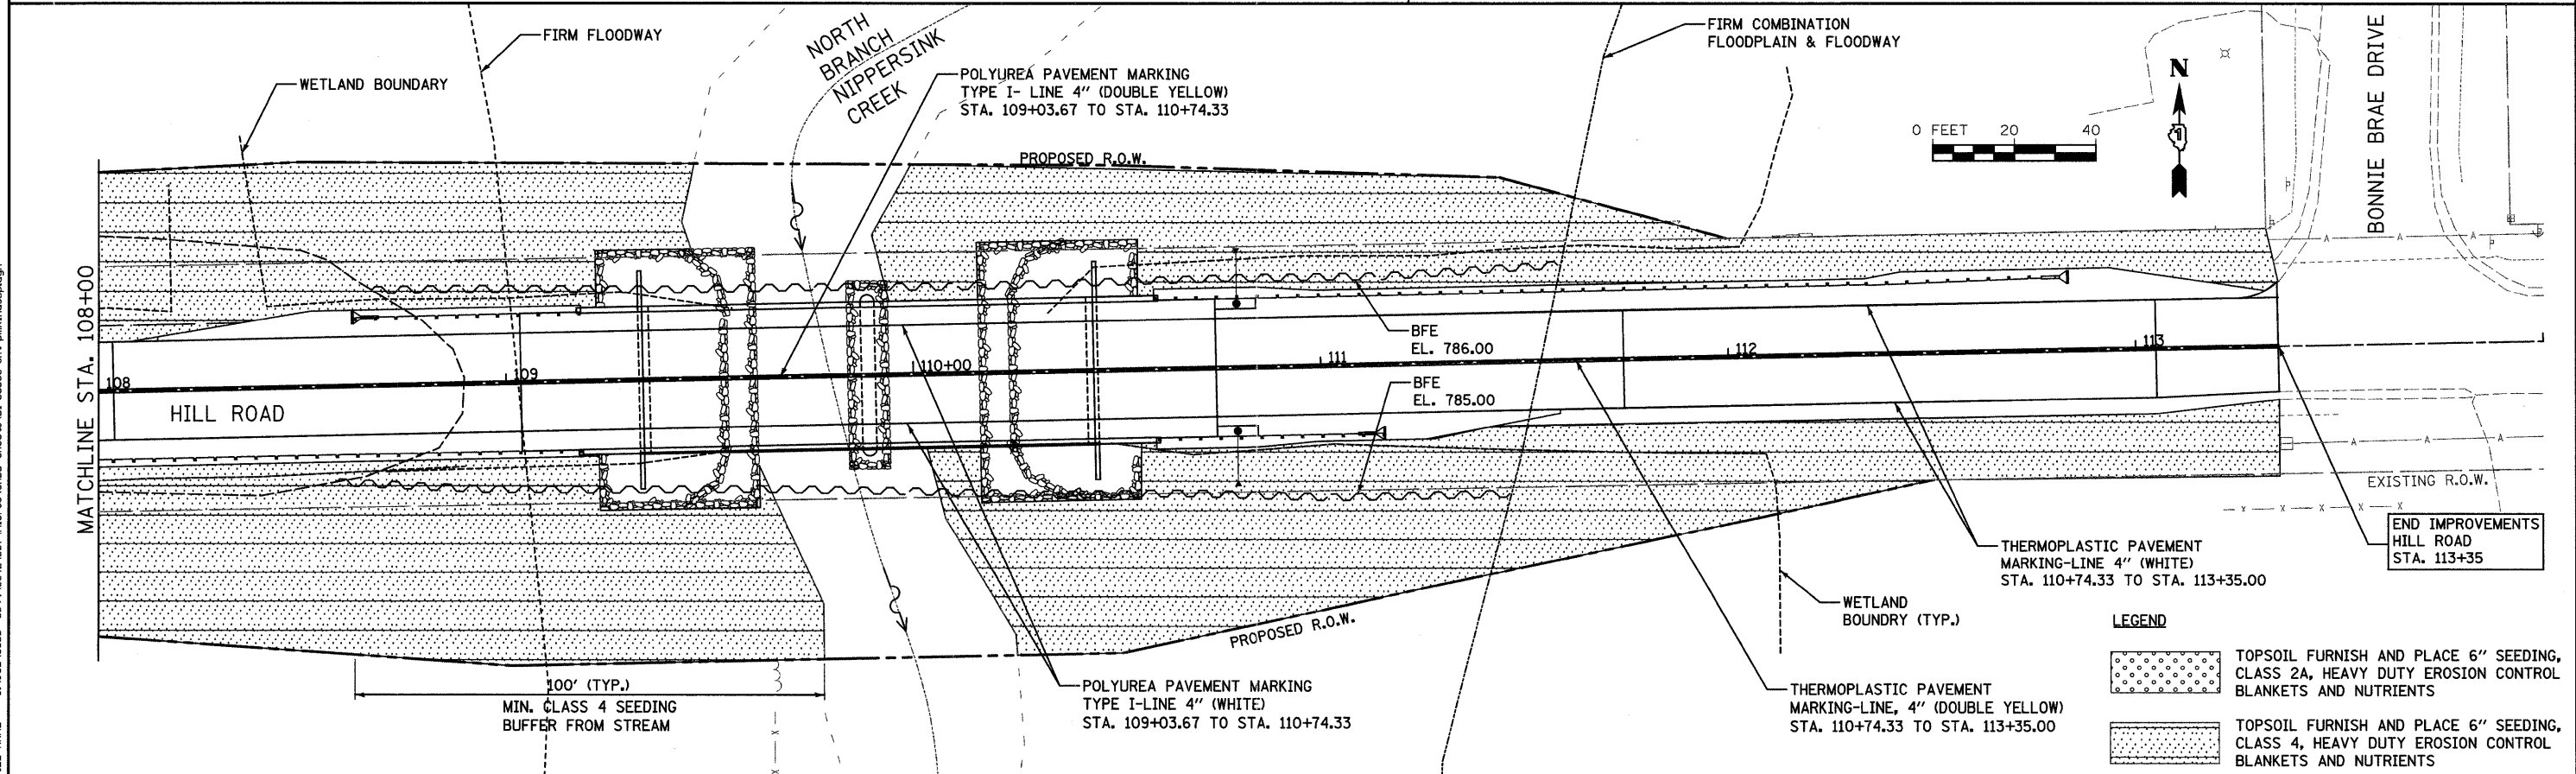 FIRM FLOODWAY
WETLAND BOUNDARY
NORTH
BRANCH
NIPPERSINK
CREEK
POLYUREA PAVEMENT MARKING
TYPE I- LINE 4" (DOUBLE YELLOW)
STA. 109+03.67 TO STA. 110+74.33
FIRM COMBINATION
FLOODPLAIN & FLOODWAY
0 FEET 20 40
N
BONNIE BRAE DRIVE
PROPOSED R.O.W.
MATCHLINE STA. 108+00
108
109
110+00
111
112
113
HILL ROAD
BFE
EL. 786.00
BFE
EL. 785.00
A A A
A A A
EXISTING R.O.W.
X X X X
END IMPROVEMENTS
HILL ROAD
STA. 113+35
THERMOPLASTIC PAVEMENT
MARKING-LINE 4" (WHITE)
STA. 110+74.33 TO STA. 113+35.00
WETLAND
BOUNDRY (TYP.)
PROPOSED R.O.W.
100' (TYP.)
MIN. CLASS 4 SEEDING
BUFFER FROM STREAM
POLYUREA PAVEMENT MARKING
TYPE I-LINE 4" (WHITE)
STA. 109+03.67 TO STA. 110+74.33
THERMOPLASTIC PAVEMENT
MARKING-LINE, 4" (DOUBLE YELLOW)
STA. 110+74.33 TO STA. 113+35.00
LEGEND
TOPSOIL FURNISH AND PLACE 6" SEEDING,
CLASS 2A, HEAVY DUTY EROSION CONTROL
BLANKETS AND NUTRIENTS
TOPSOIL FURNISH AND PLACE 6" SEEDING,
CLASS 4, HEAVY DUTY EROSION CONTROL
BLANKETS AND NUTRIENTS